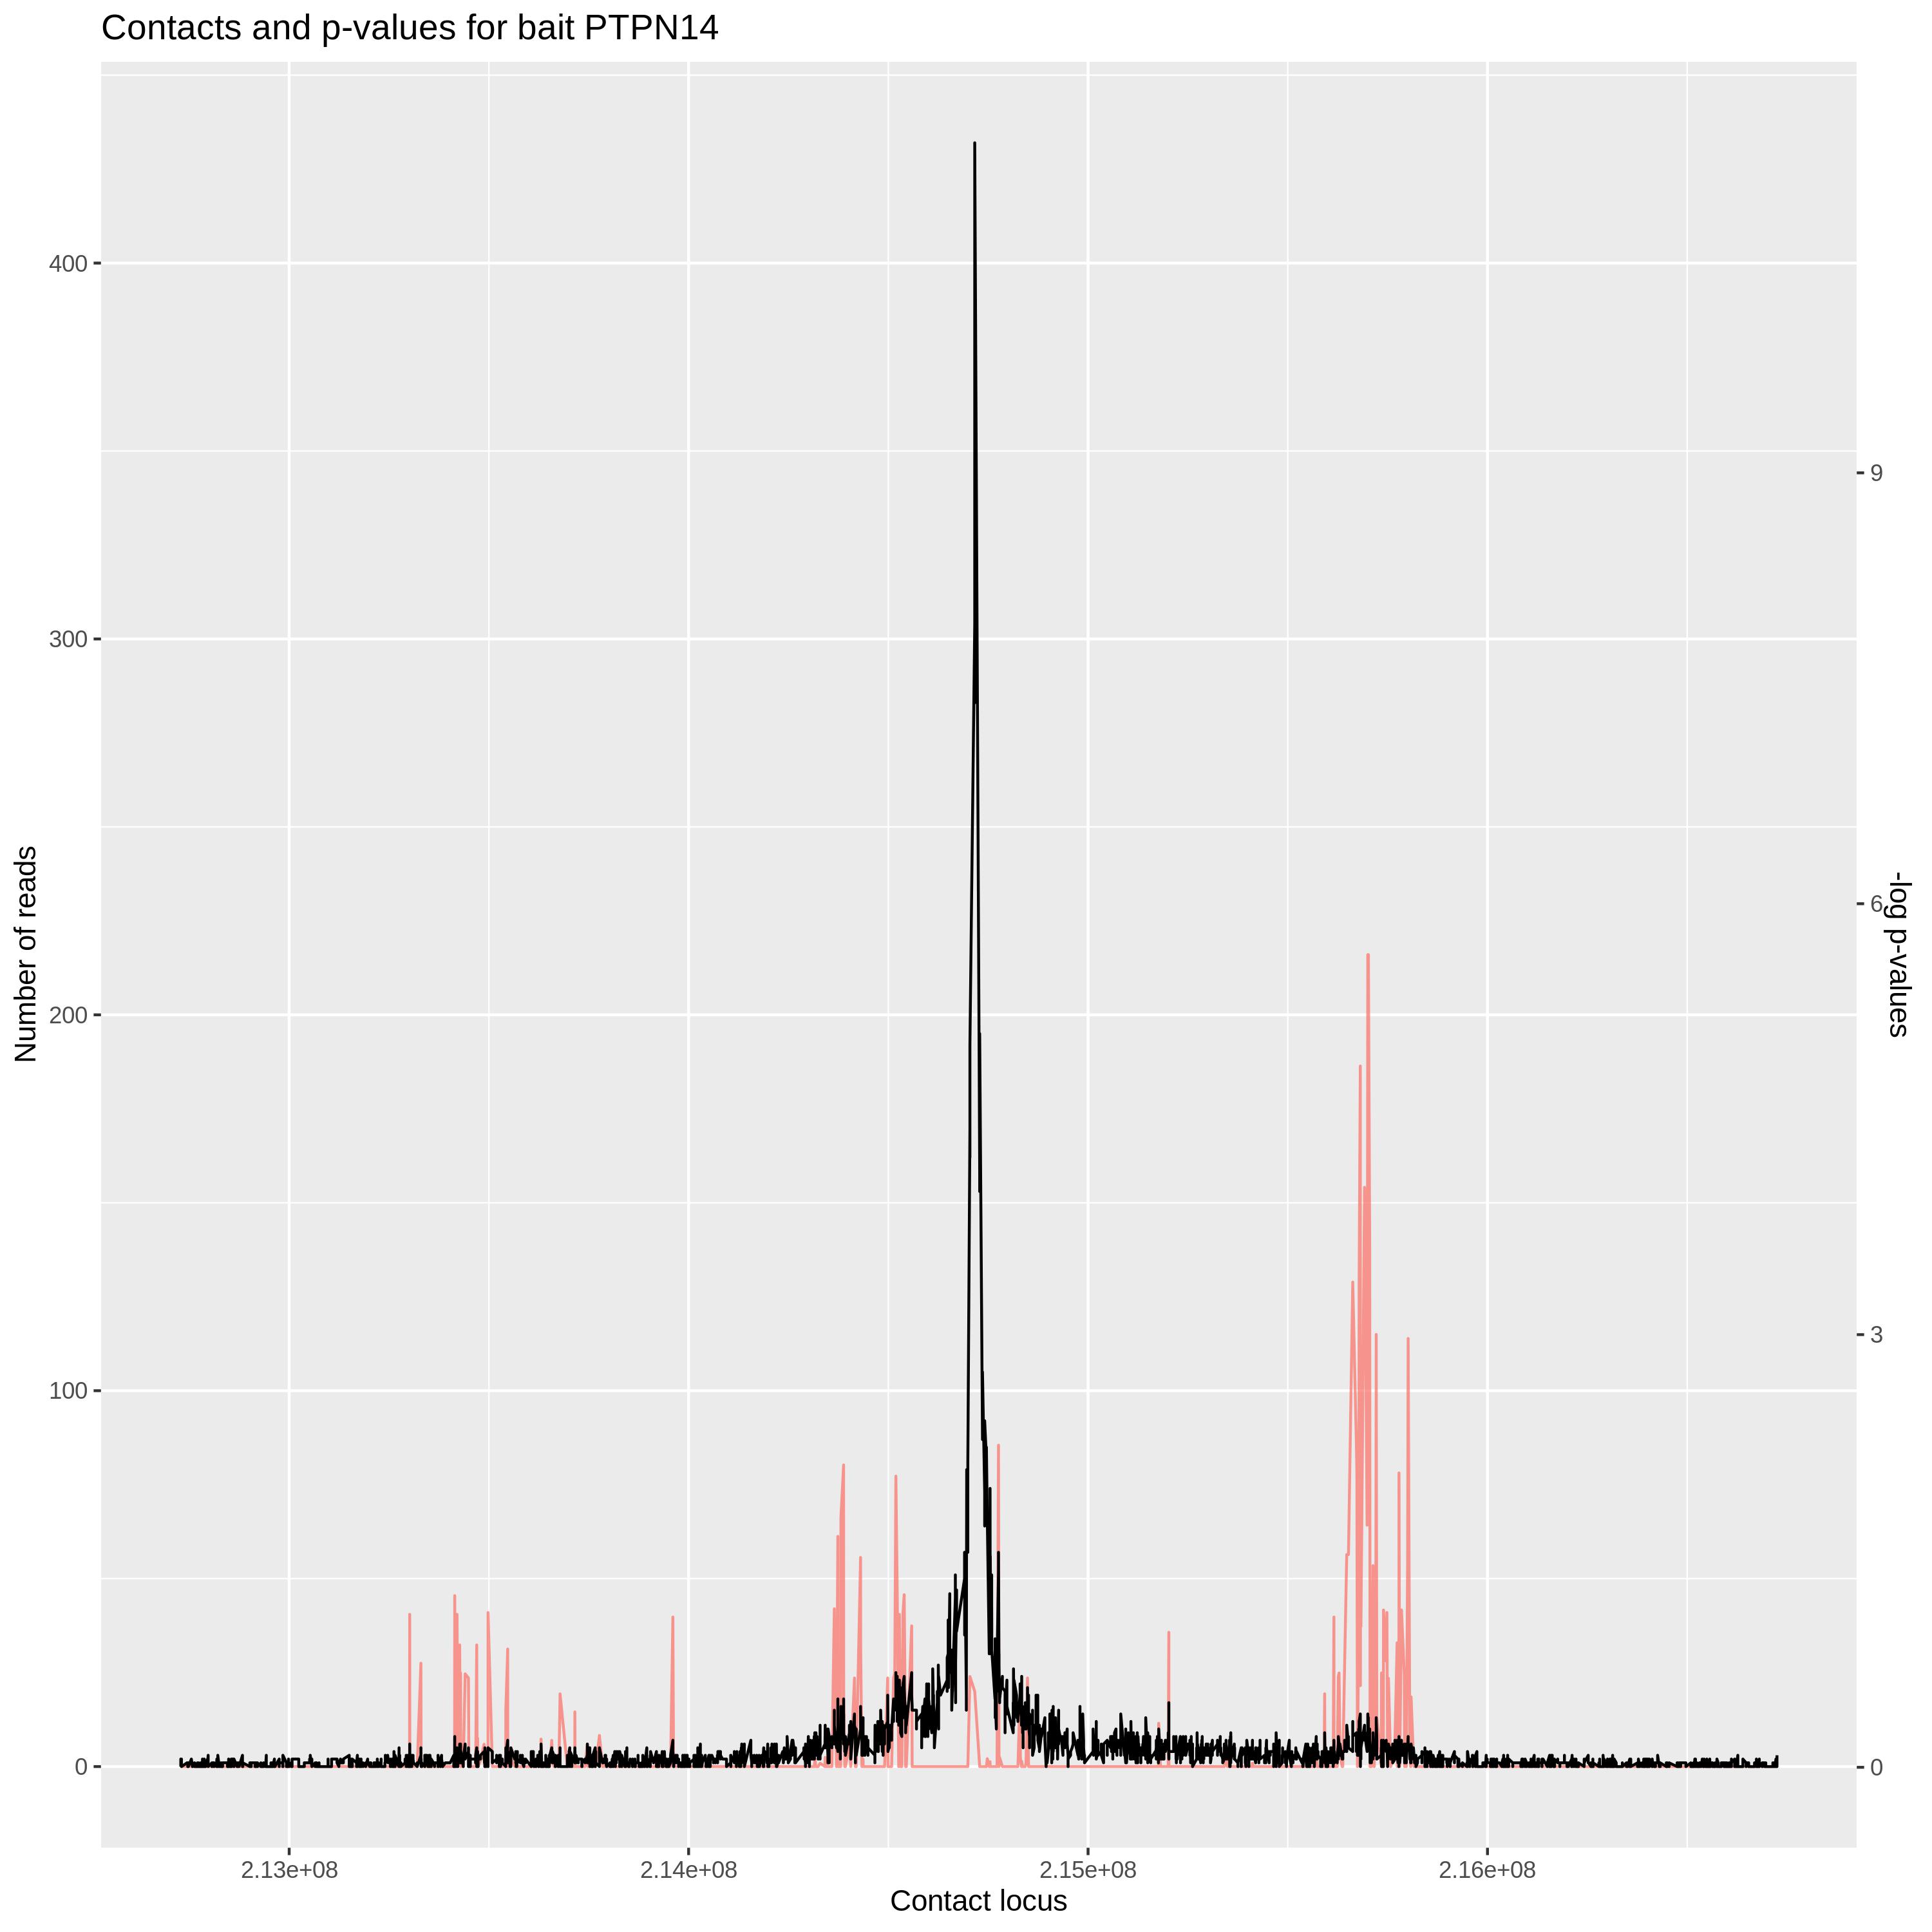 Contacts and p-values for bait PTPN14
400
300
200
100
0
Number of reads
9
6
3
0
-log p-values
2.13e+08
2.14e+08
2.15e+08
2.16e+08
Contact locus